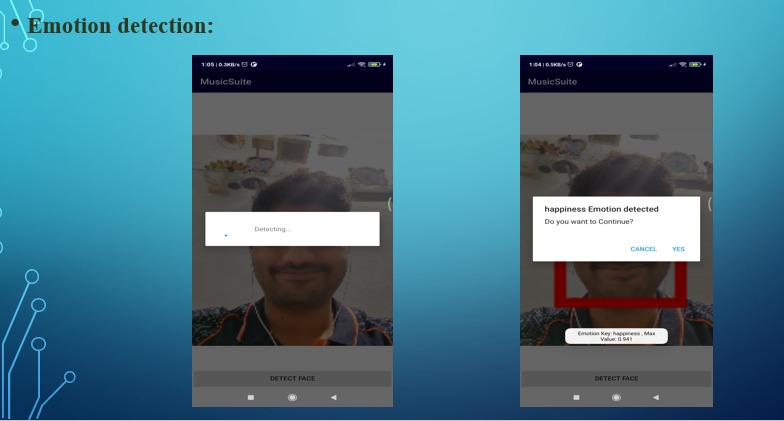 • Emotion detection:
1:05 | 0.3KB/s
MusicSuite
Detecting...
DETECT FACE
1:04 | 0.5KB/s
MusicSuite
happiness Emotion detected
Do you want to Continue?
CANCEL YES
Emotion Key: happiness , Max
Value: 0.941
DETECT FACE